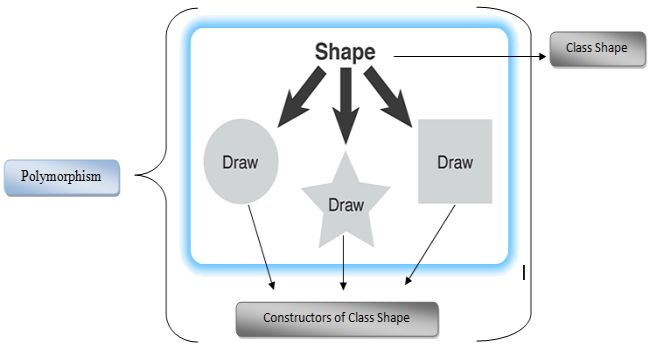 Shape
Class Shape
Draw
Draw
Draw
Polymorphism
Constructors of Class Shape